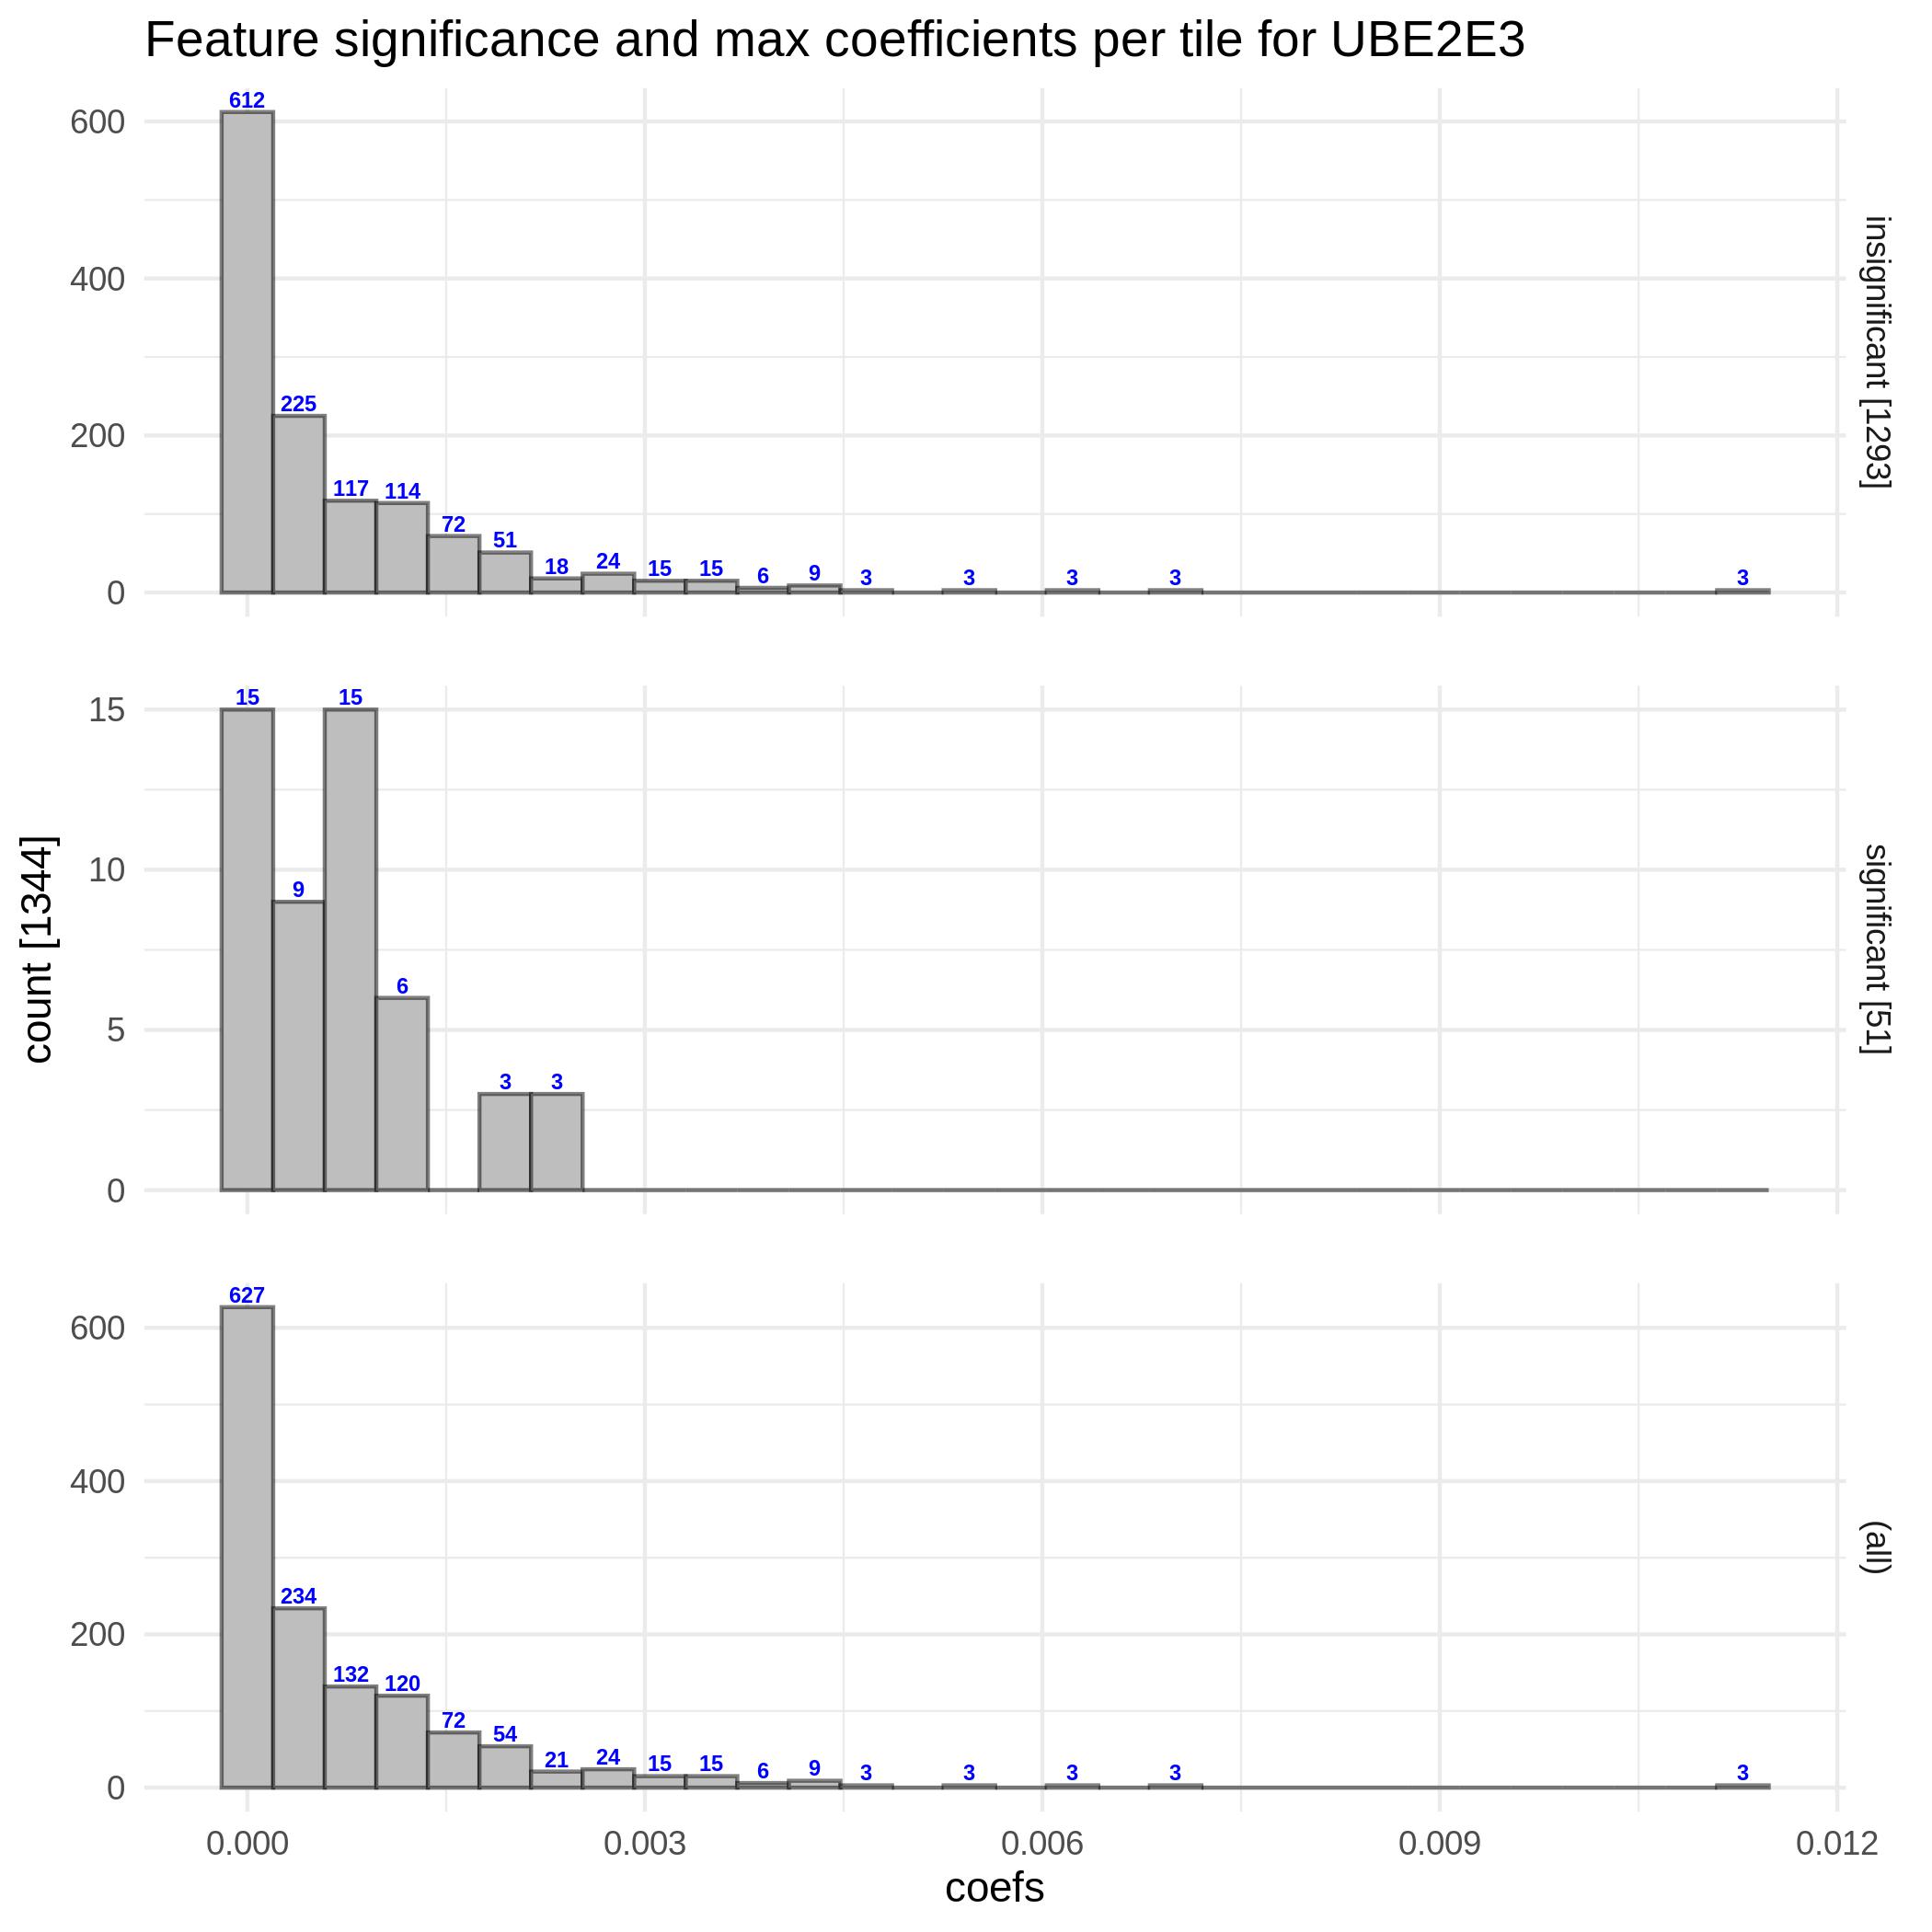 Feature significance and max coefficients per tile for UBE2E3
612
600
400
225
200
117 114
72
51
18 24 15 15 6 9 3 3 3 3 3
0
insignificant [1293]
15 15
15
10
9
6
5
3 3
0
significant [51]
count [1344]
627
600
400
234
200
132 120
72 54
21 24 15 15 6 9 3 3 3 3 3
0
(all)
0.000 0.003 0.006 0.009 0.012
coefs